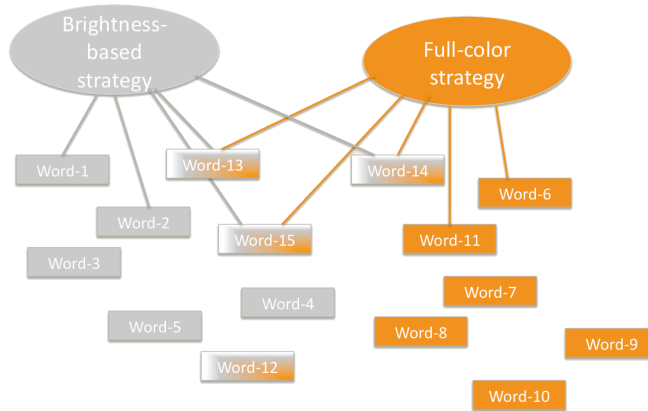 Brightness-
based
strategy
Full-color
strategy
Word-1
Word-13
Word-14
Word-6
Word-2
Word-15
Word-11
Word-3
Word-7
Word-4
Word-5
Word-8
Word-9
Word-12
Word-10